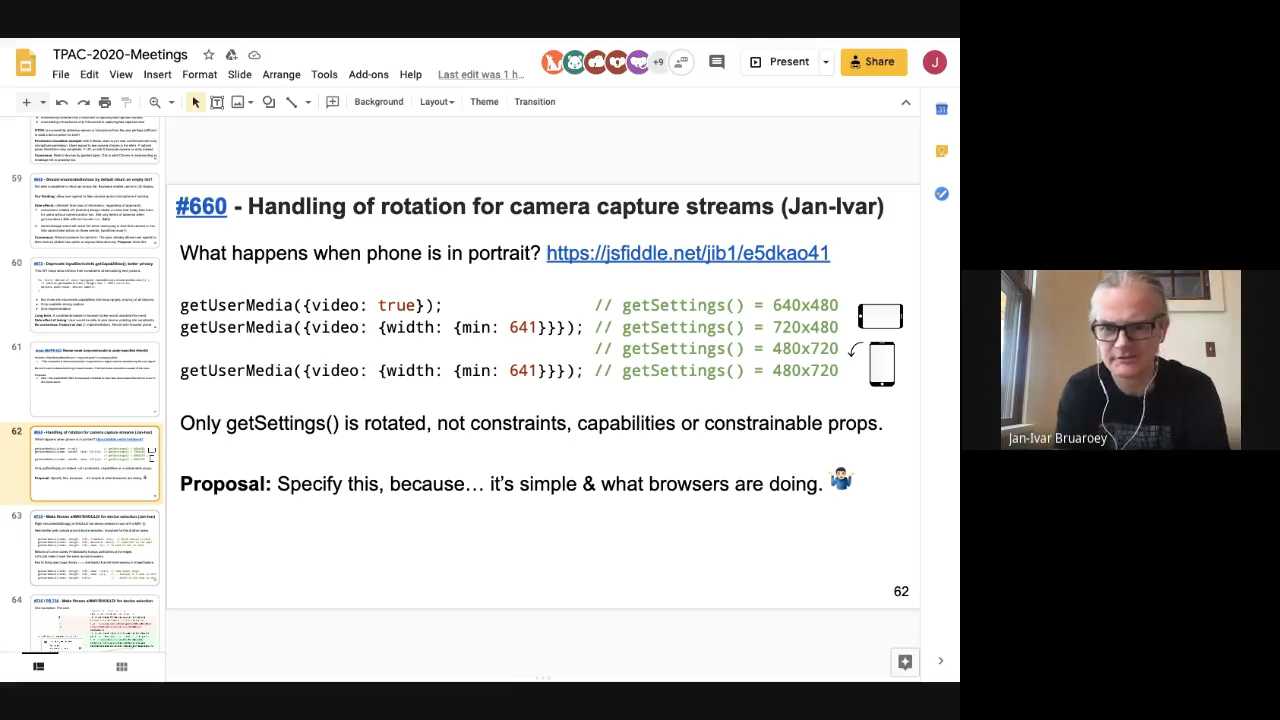 TPAC-2020-Meetings
File Edit View Insert Format Slide Arrange Tools Add-ons Help Last edit was 1 h...
+9
Present
Share
J
Background Layout Theme Transition
31
59
60
61
62
63
64
#660 - Handling of rotation for camera capture streams (Jan-Ivar)
What happens when phone is in portrait? https://jsfiddle.net/jib1/e5dkao41
getUserMedia({video: true}); // getSettings() = 640x480
getUserMedia({video: {width: {min: 641}}}); // getSettings() = 720x480
// getSettings() = 480x720
getUserMedia({video: {width: {min: 641}}}); // getSettings() = 480x720
Only getSettings() is rotated, not constraints, capabilities or consrainable props.
Proposal: Specify this, because… it's simple & what browsers are doing.
62
Jan-Ivar Bruaroey